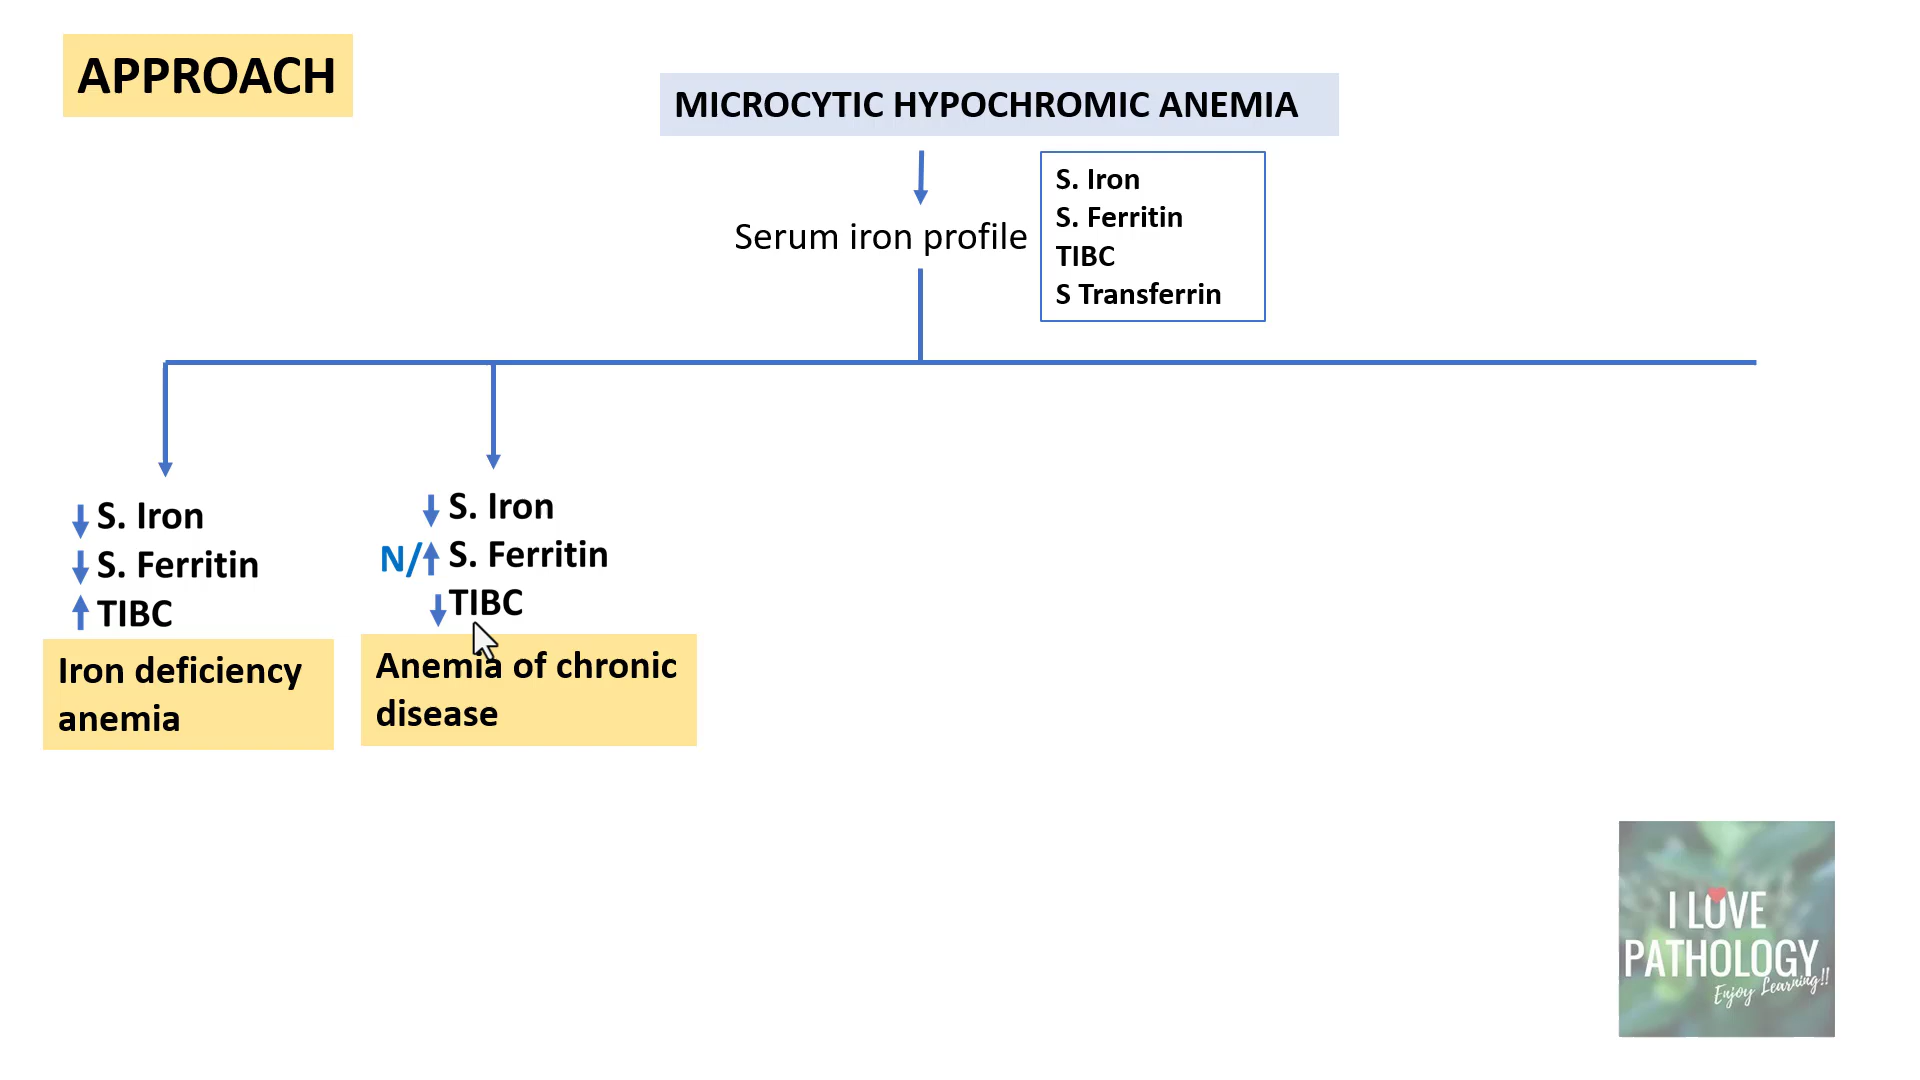 APPROACH
MICROCYTIC HYPOCHROMIC ANEMIA
Serum iron profile
S. Iron
S. Ferritin
TIBC
S Transferrin
S. Iron
S. Ferritin
TIBC
Iron deficiency
anemia
S. Iron
N/ S. Ferritin
TIBC
Anemia of chronic
disease
I LOVE
PATHOLOGY
Enjoy Learning!!